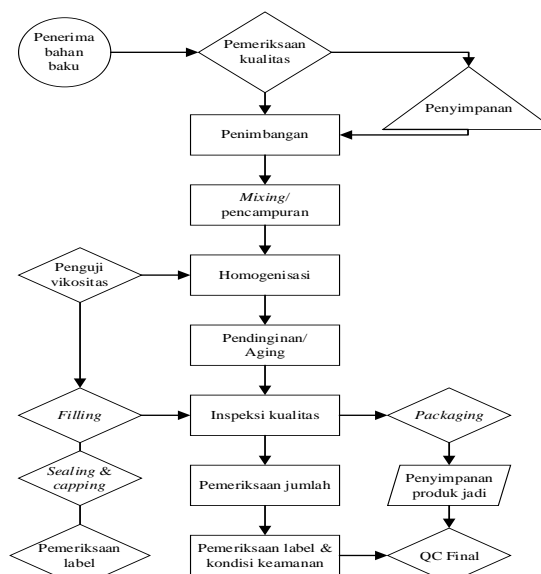 Penerima
bahan
baku
Pemeriksaan
kualitas
Penyimpanan
Penimbangan
Mixing/
pencampuran
Penguji
vikositas
Homogenisasi
Pendinginan/
Aging
Filling
Inspeksi kualitas
Packaging
Sealing &
capping
Pemeriksaan jumlah
Penyimpanan
produk jadi
Pemeriksaan
label
Pemeriksaan label &
kondisi keamanan
QC Final